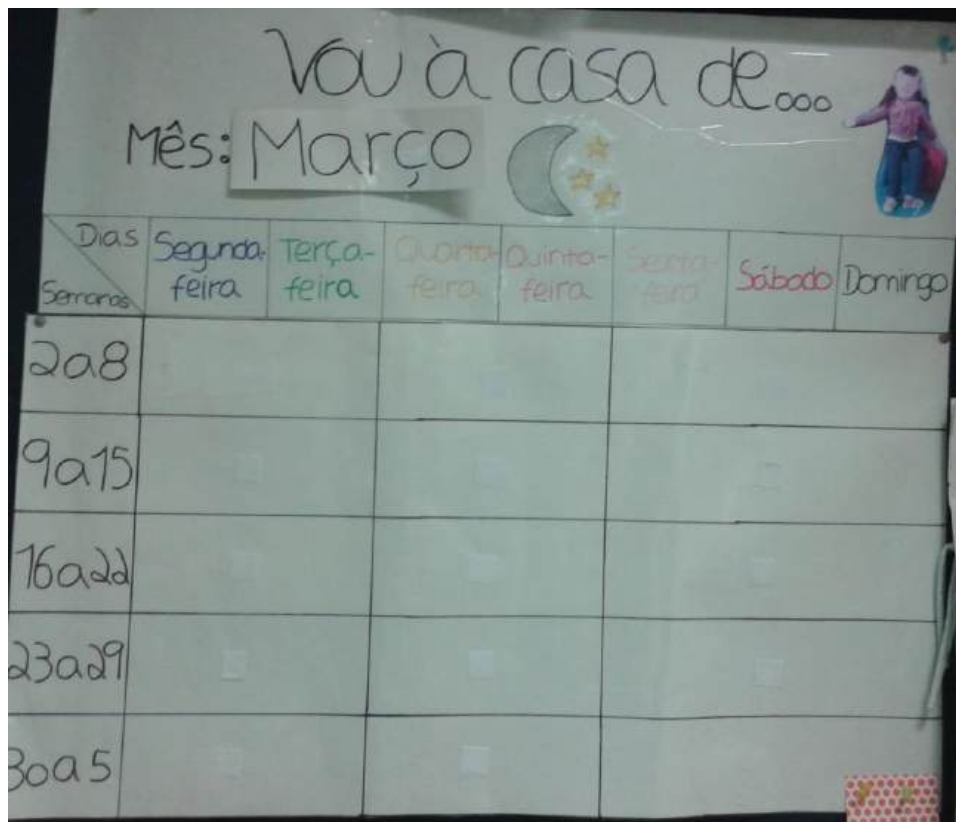 Vou à casa de...
Mês: Março
Dias
Semanas
Segunda-feira
Terça-feira
Quarta-feira
Quinta-feira
Sexta-feira
Sábado
Domingo
2a8
9a15
16a22
23a29
30a5